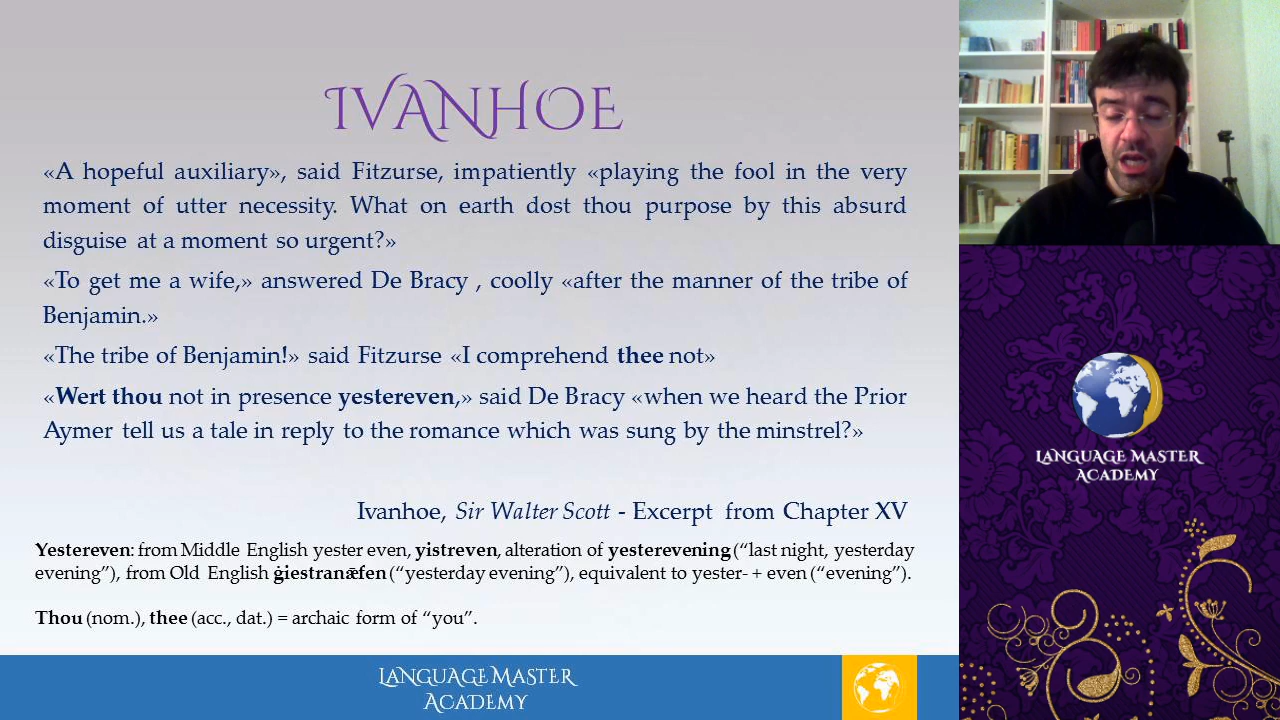 IVANHOE
«A hopeful auxiliary», said Fitzurse, impatiently «playing the fool in the very
moment of utter necessity. What on earth dost thou purpose by this absurd
disguise at a moment so urgent?»
«To get me a wife,» answered De Bracy , coolly «after the manner of the tribe of
Benjamin.»
«The tribe of Benjamin!» said Fitzurse «I comprehend thee not»
«Wert thou not in presence yestereven,» said De Bracy «when we heard the Prior
Aymer tell us a tale in reply to the romance which was sung by the minstrel?»
Ivanhoe, Sir Walter Scott - Excerpt from Chapter XV
Yestereven: from Middle English yester even, yistreven, alteration of yesterevening (“last night, yesterday
evening”), from Old English ġiestranǣfen (“yesterday evening”), equivalent to yester- + even (“evening”).
Thou (nom.), thee (acc., dat.) = archaic form of “you”.
LANGUAGE MASTER
ACADEMY
LANGUAGE MASTER
ACADEMY